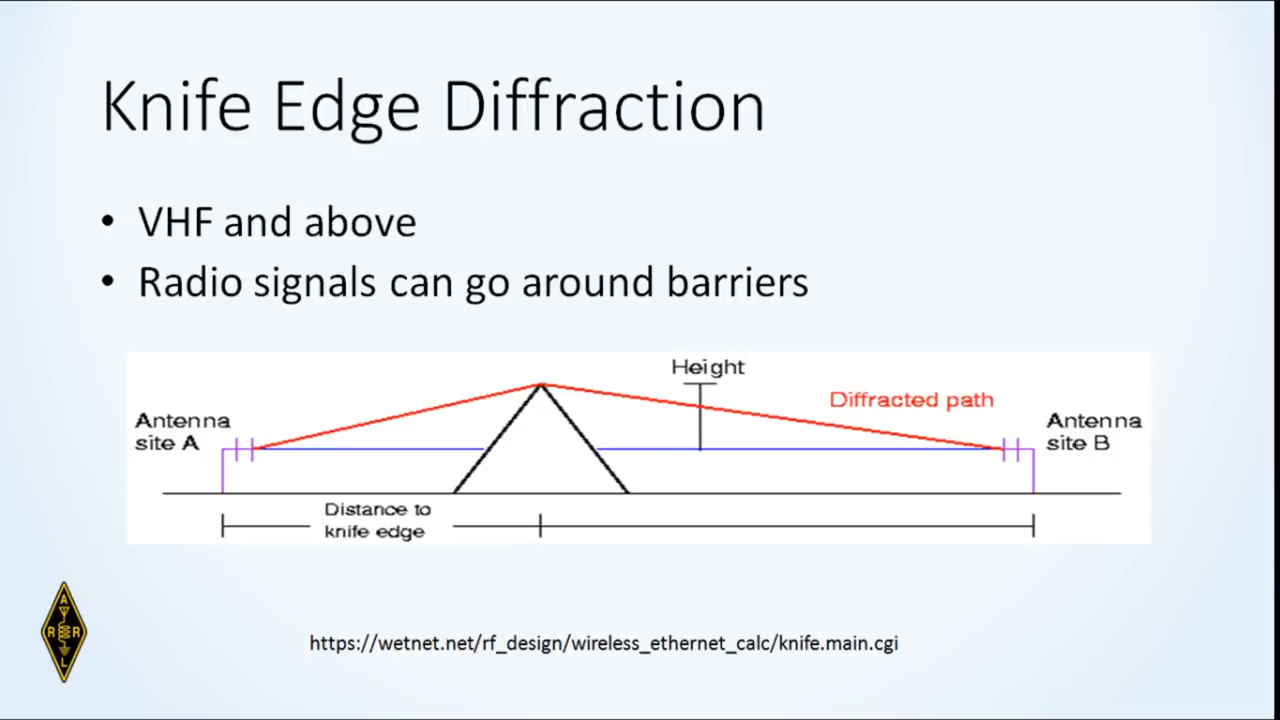 Knife Edge Diffraction
• VHF and above
• Radio signals can go around barriers
Height
Diffracted path
Antenna
site A
Antenna
site B
Distance to
knife edge
A
R R
L
https://wetnet.net/rf_design/wireless_ethernet_calc/knife.main.cgi